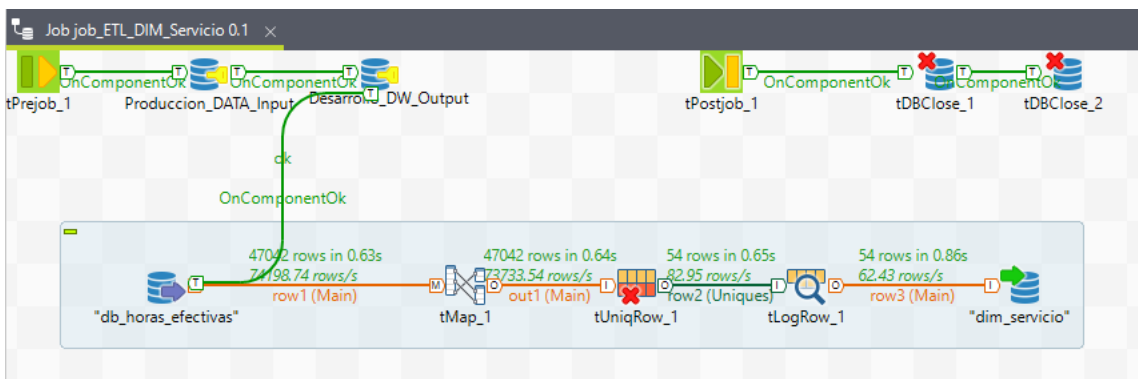 Job job_ETL_DIM_Servicio 0.1
OnComponentOk
OnComponentOk
OnComponentOk
OnComponentOk
tPrejob_1
Produccion_DATA_Input
Desarrollo_DW_Output
tPostjob_1
tDBClose_1
tDBClose_2
ok
OnComponentOk
47042 rows in 0.63s
74198.74 rows/s
row1 (Main)
47042 rows in 0.64s
73733.54 rows/s
out1 (Main)
54 rows in 0.65s
82.95 rows/s
row2 (Uniques)
54 rows in 0.86s
62.43 rows/s
row3 (Main)
"db_horas_efectivas"
tMap_1
tUniqRow_1
tLogRow_1
"dim_servicio"